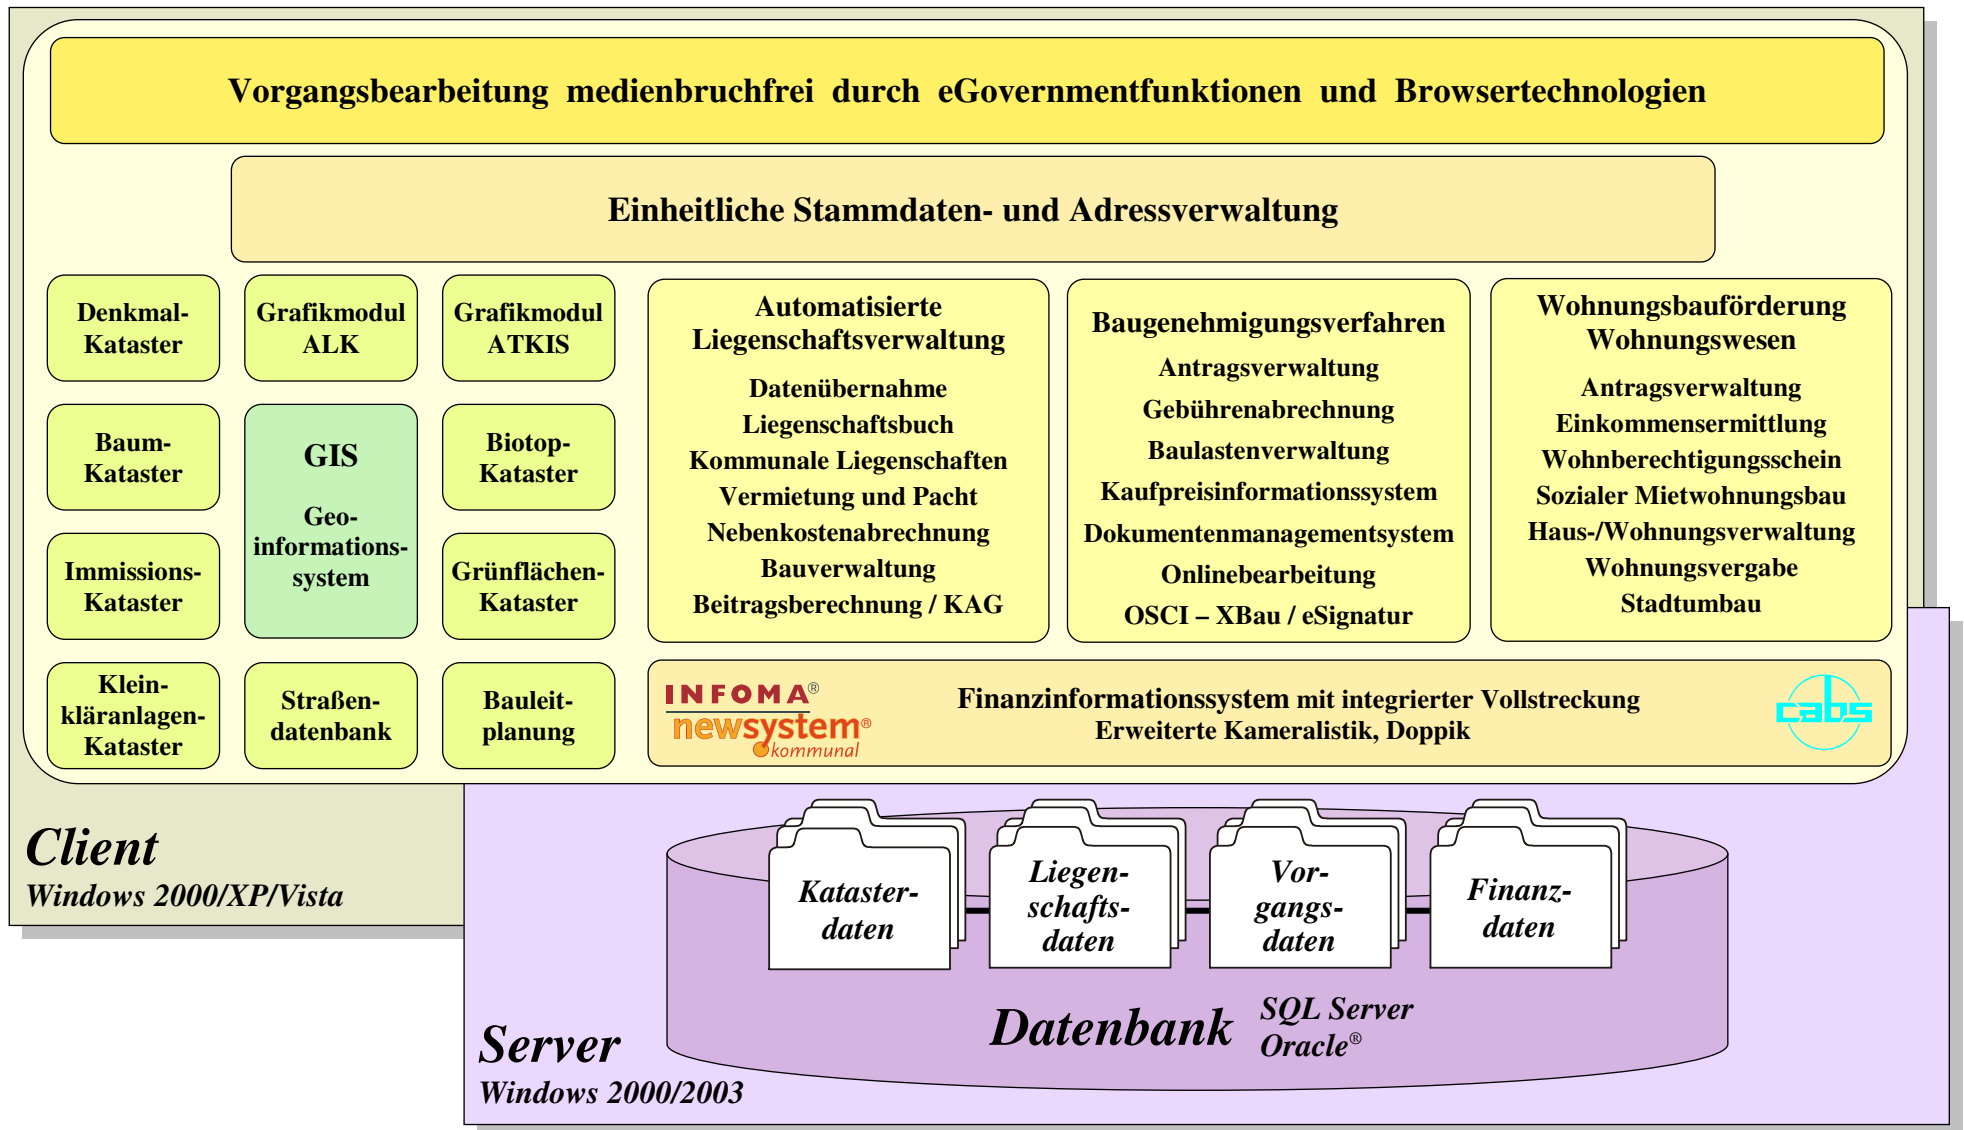 Vorgangsbearbeitung medienbruchfrei durch eGovernmentfunktionen und Browsertechnologien
Einheitliche Stammdaten- und Adressverwaltung
Denkmal-
Kataster
Grafikmodul
ALK
Grafikmodul
ATKIS
Baum-
Kataster
GIS
Geo-
informations-
system
Biotop-
Kataster
Immissions-
Kataster
Grünflächen-
Kataster
Klein-
kläranlagen-
Kataster
Straßen-
datenbank
Bauleit-
planung
Automatisierte
Liegenschaftsverwaltung
Datenübernahme
Liegenschaftsbuch
Kommunale Liegenschaften
Vermietung und Pacht
Nebenkostenabrechnung
Bauverwaltung
Beitragsberechnung / KAG
Baugenehmigungsverfahren
Antragsverwaltung
Gebührenabrechnung
Baulastenverwaltung
Kaufpreisinformationssystem
Dokumentenmanagementsystem
Onlinebearbeitung
OSCI – XBau / eSignatur
Wohnungsbauförderung
Wohnungswesen
Antragsverwaltung
Einkommensermittlung
Wohnberechtigungsschein
Sozialer Mietwohnungsbau
Haus-/Wohnungsverwaltung
Wohnungsvergabe
Stadtumbau
INFOMA®
newsystem®
kommunal
Finanzinformationssystem mit integrierter Vollstreckung
Erweiterte Kameralistik, Doppik
cabs
Client
Windows 2000/XP/Vista
Kataster-
daten
Liegen-
schafts-
daten
Vor-
gangs-
daten
Finanz-
daten
Datenbank
SQL Server
Oracle®
Server
Windows 2000/2003